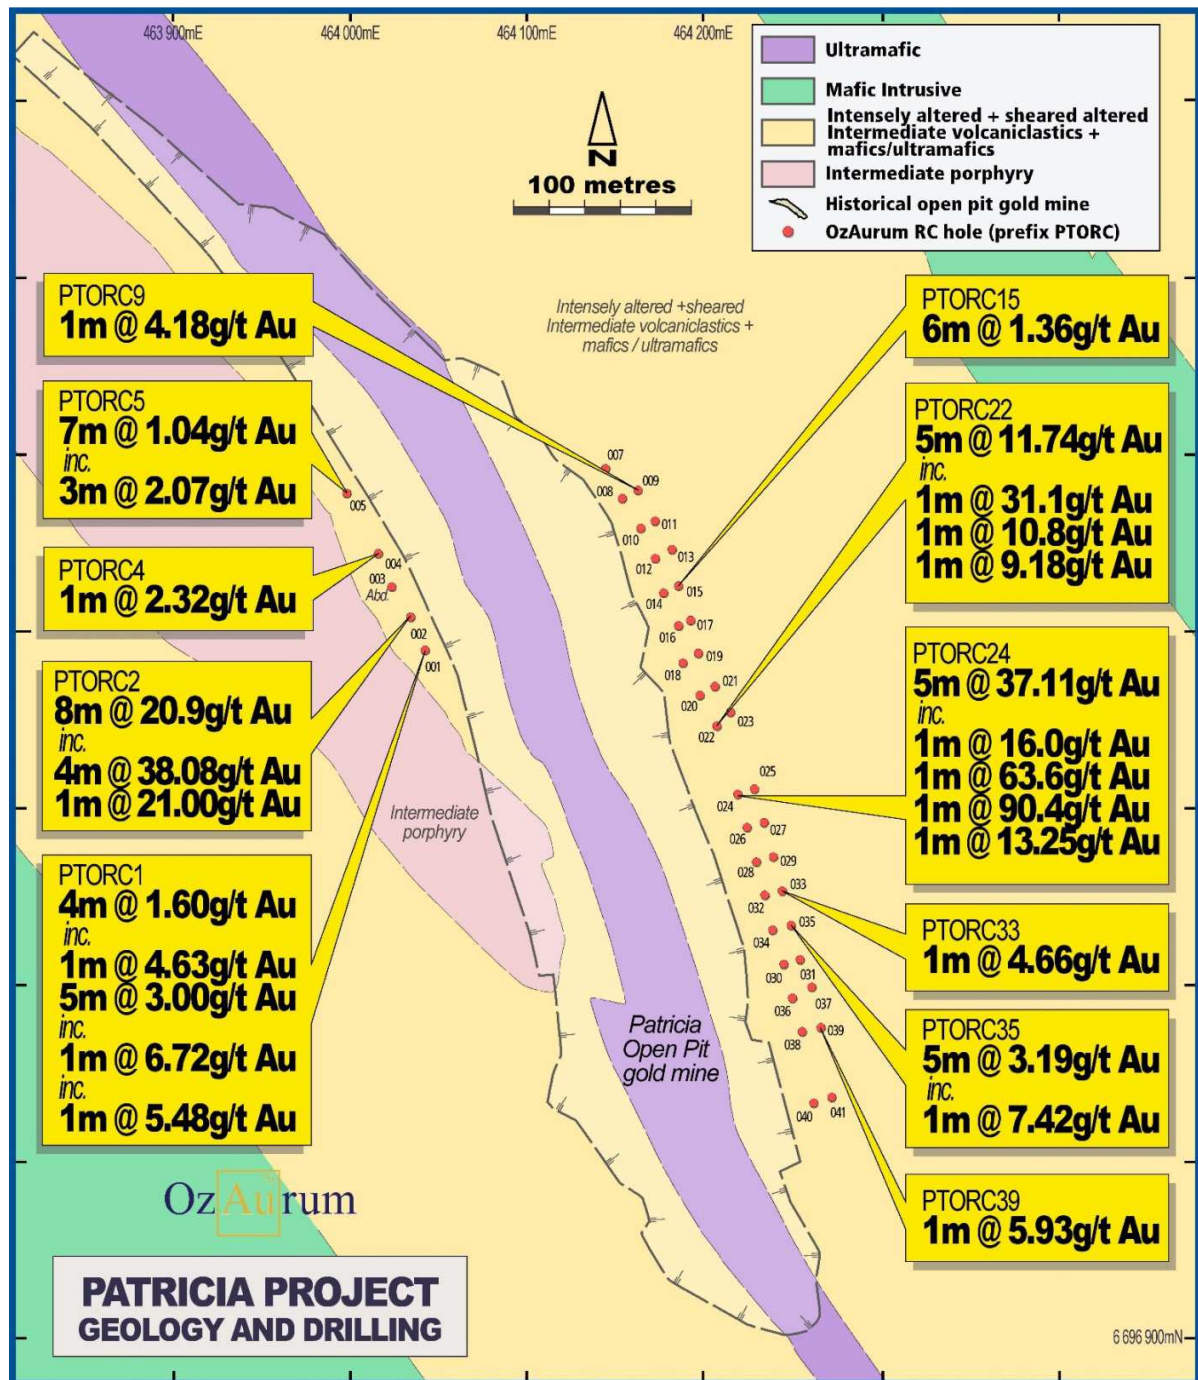 463 900mE
464 000mE
464 100mE
464 200mE
Ultramafic
Mafic Intrusive
Intensely altered + sheared altered
Intermediate volcaniclastics +
mafics/ultramafics
Intermediate porphyry
Historical open pit gold mine
OzAurum RC hole (prefix PTORC)
N
100 metres
Intensely altered +sheared
Intermediate volcaniclastics +
mafics / ultramafics
PTORC9
1m @ 4.18g/t Au
PTORC5
7m @ 1.04g/t Au
inc.
3m @ 2.07g/t Au
PTORC4
1m @ 2.32g/t Au
PTORC2
8m @ 20.9g/t Au
inc.
4m @ 38.08g/t Au
1m @ 21.00g/t Au
PTORC1
4m @ 1.60g/t Au
inc.
1m @ 4.63g/t Au
5m @ 3.00g/t Au
inc.
1m @ 6.72g/t Au
inc.
1m @ 5.48g/t Au
005
004
003
Abd.
002
001
Intermediate
porphyry
007
009
008
011
010
013
012
015
014
017
016
019
018
021
020
023
022
025
024
027
026
029
028
033
032
035
034
031
030
037
036
039
038
041
040
Patricia
Open Pit
gold mine
PTORC15
6m @ 1.36g/t Au
PTORC22
5m @ 11.74g/t Au
inc.
1m @ 31.1g/t Au
1m @ 10.8g/t Au
1m @ 9.18g/t Au
PTORC24
5m @ 37.11g/t Au
inc.
1m @ 16.0g/t Au
1m @ 63.6g/t Au
1m @ 90.4g/t Au
1m @ 13.25g/t Au
PTORC33
1m @ 4.66g/t Au
PTORC35
5m @ 3.19g/t Au
inc.
1m @ 7.42g/t Au
PTORC39
1m @ 5.93g/t Au
OzAurum
PATRICIA PROJECT
GEOLOGY AND DRILLING
6 696 900mN